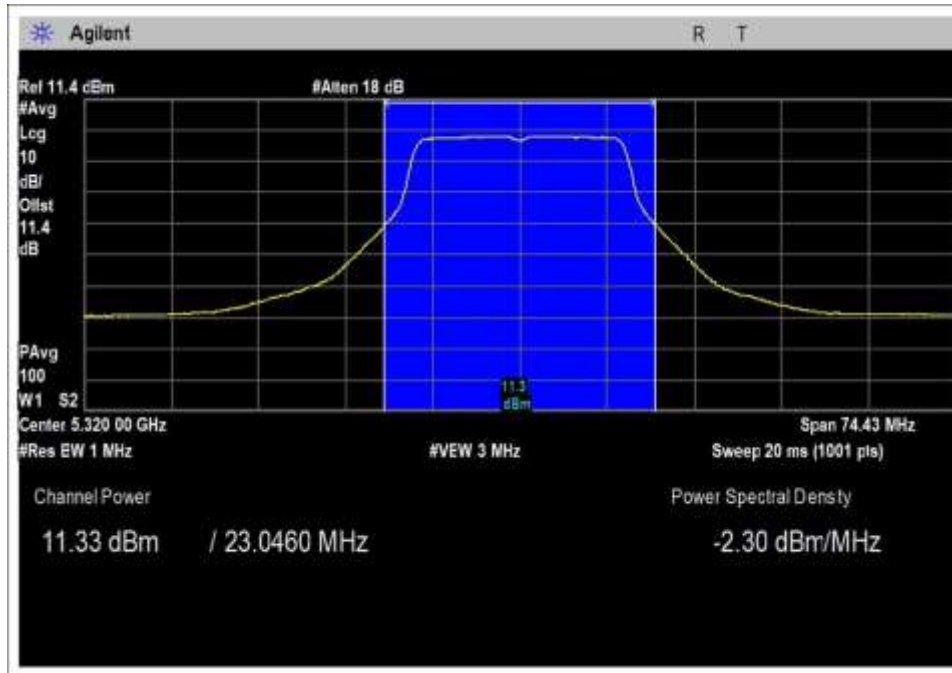 Agilent R T
Ref 11.4 dBm #Atten 18 dB
#Avg
Log
10
dB/
Offst
11.4
dB
PAvg
100
W1 S2
11.3
dBm
Center 5.320 00 GHz Span 74.43 MHz
#Res BW 1 MHz #VBW 3 MHz Sweep 20 ms (1001 pts)
Channel Power Power Spectral Density
11.33 dBm / 23.0460 MHz -2.30 dBm/MHz